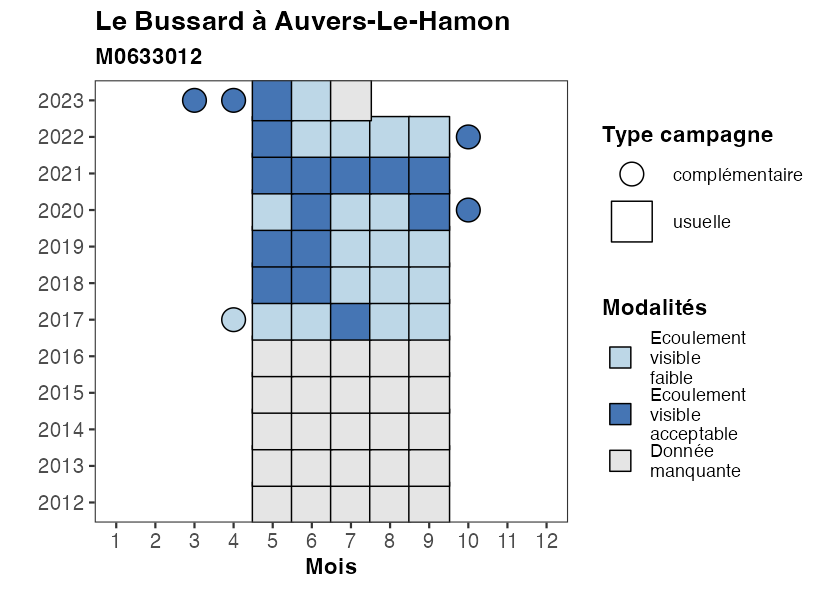 Le Bussard à Auvers-Le-Hamon
M0633012
2023
2022
2021
2020
2019
2018
2017
2016
2015
2014
2013
2012
1 2 3 4 5 6 7 8 9 10 11 12
Mois
Type campagne
complémentaire
usuelle
Modalités
Ecoulement
visible
faible
Ecoulement
visible
acceptable
Donnée
manquante